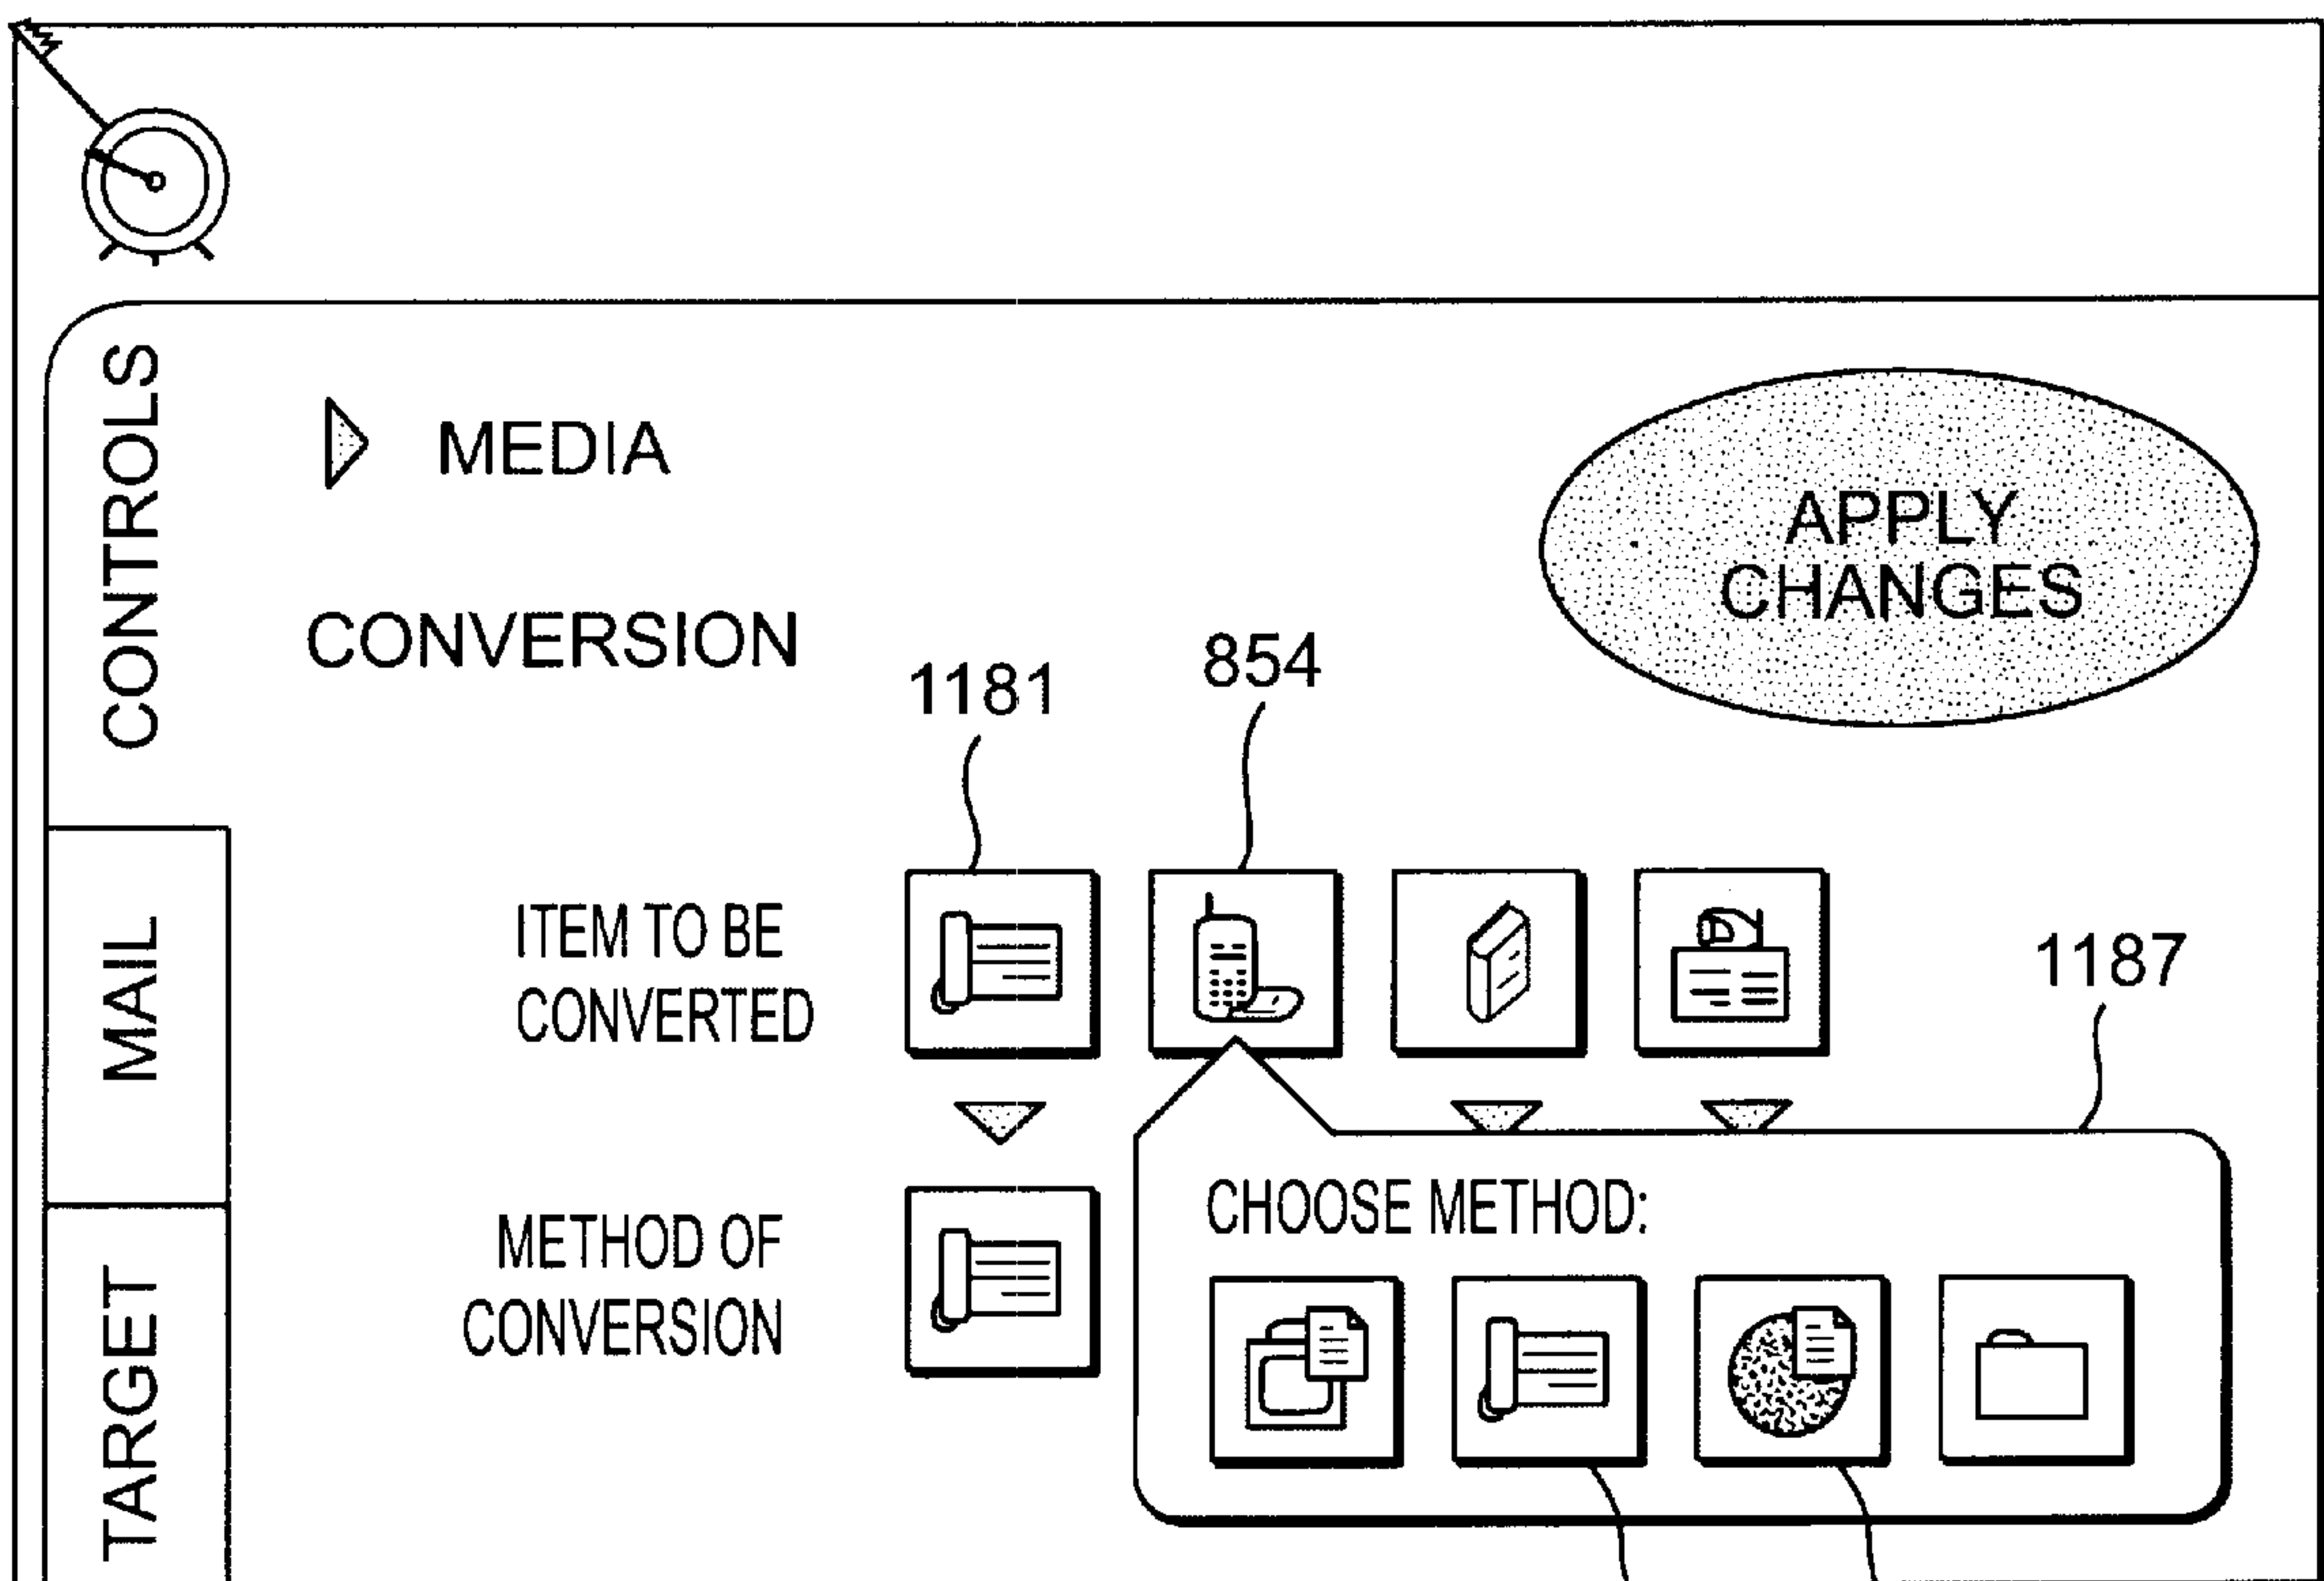 CONTROLS
MAIL
TARGET
MEDIA
CONVERSION
APPLY
CHANGES
1181
854
ITEM TO BE
CONVERTED
1187
METHOD OF
CONVERSION
CHOOSE METHOD: